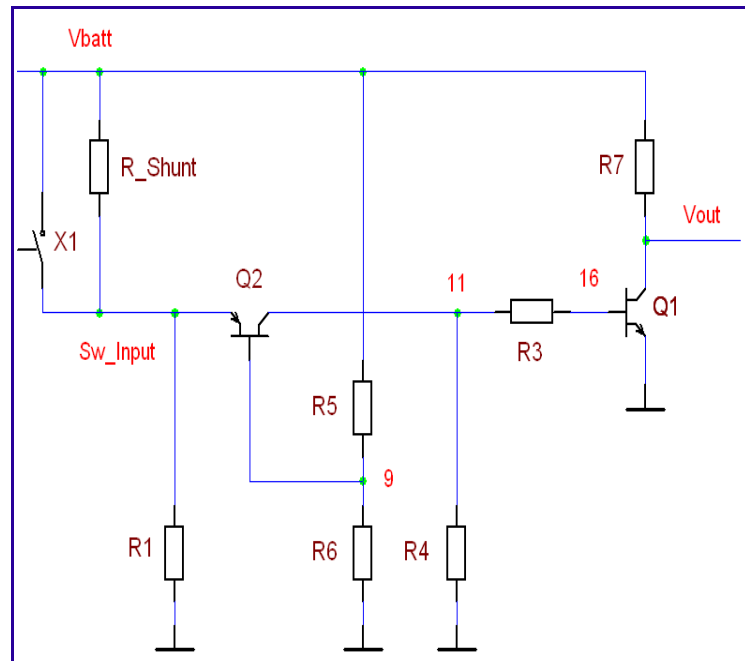 Vbatt
R_Shunt
R7
Vout
X1
Q2
11
16
Q1
Sw_Input
R3
R5
9
R1
R6
R4